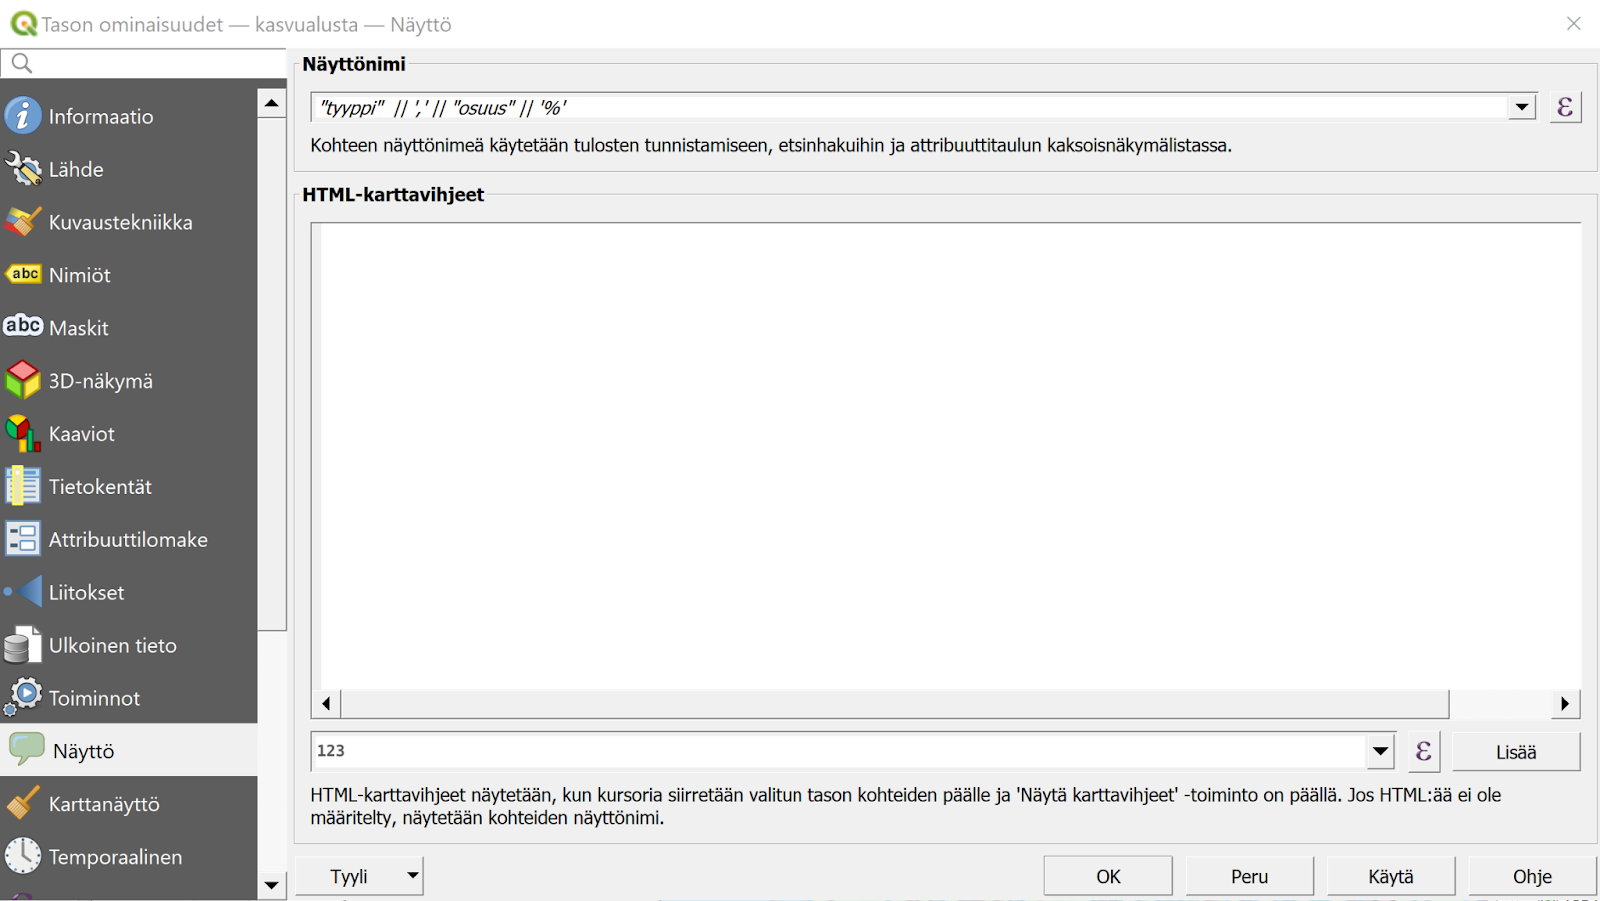 Tason ominaisuudet — kasvualusta — Näyttö
Informaatio
Lähde
Kuvaustekniikka
abc Nimiöt
abc Maskit
3D-näkymä
Kaaviot
Tietokentät
Attribuuttilomake
Liitokset
Ulkoinen tieto
Toiminnot
Näyttö
Karttanäyttö
Temporaalinen
Näyttönimi
"tyyppi"  || ',' || "osuus" || '%'
ε
Kohteen näyttönimeä käytetään tulosten tunnistamiseen, etsinhakuihin ja attribuuttitaulun kaksoisnäkymälistassa.
HTML-karttavihjeet
123
ε
Lisää
HTML-karttavihjeet näytetään, kun kursoria siirretään valitun tason kohteiden päälle ja 'Näytä karttavihjeet' -toiminto on päällä. Jos HTML:ää ei ole
määritelty, näytetään kohteiden näyttönimi.
Tyyli
OK
Peru
Käytä
Ohje